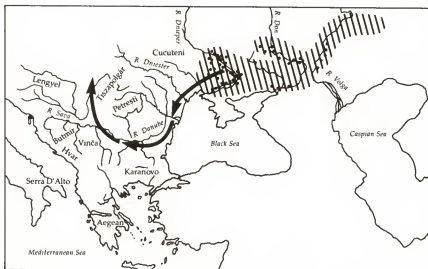 R Dnieper
R Don
Cucuteni
R Dniester
Lengyel
Tiszapolgár
R Volga
Petresti
R Sava
R Danube
Butmir
Caspian Sea
Hvar
Vinča
Black Sea
Karanovo
Serra D'Alto
Aegean
Mediterranean Sea